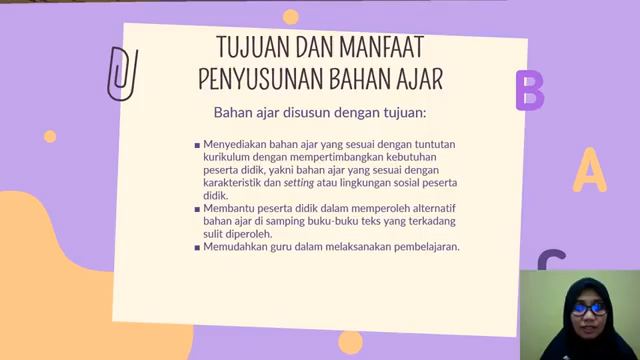 TUJUAN DAN MANFAAT
PENYUSUNAN BAHAN AJAR
Bahan ajar disusun dengan tujuan:
■ Menyediakan bahan ajar yang sesuai dengan tuntutan
kurikulum dengan mempertimbangkan kebutuhan
peserta didik, yakni bahan ajar yang sesuai dengan
karakteristik dan setting atau lingkungan sosial peserta
didik.
■ Membantu peserta didik dalam memperoleh alternatif
bahan ajar di samping buku-buku teks yang terkadang
sulit diperoleh.
■ Memudahkan guru dalam melaksanakan pembelajaran.
B
A
C